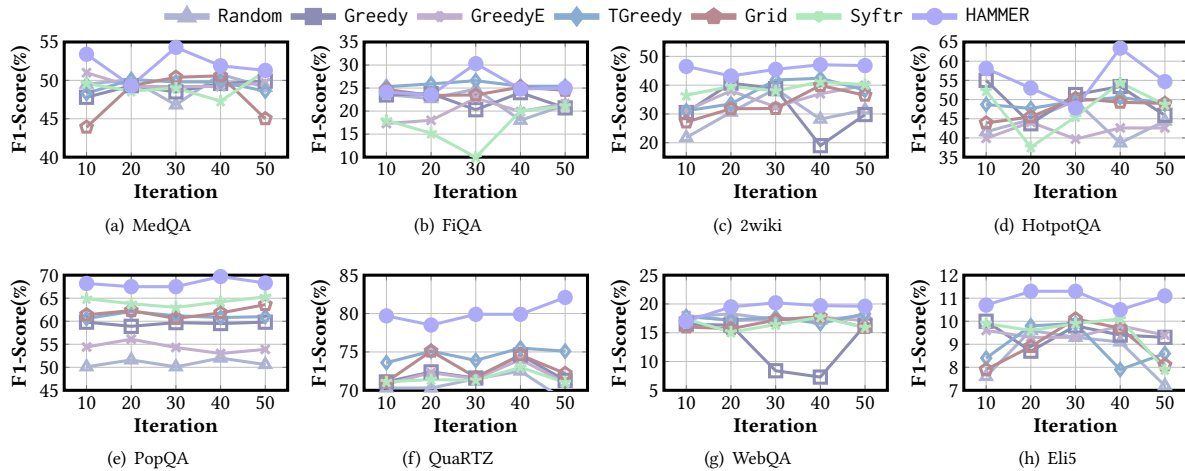 Random Greedy GreedyE TGreedy Grid Syftr HAMMER
F1-Score(%)
55
50
45
40
10 20 30 40 50
Iteration
(a) MedQA
F1-Score(%)
35
30
25
20
15
10
10 20 30 40 50
Iteration
(b) FiQA
F1-Score(%)
50
40
30
20
10 20 30 40 50
Iteration
(c) 2wiki
F1-Score(%)
65
60
55
50
45
40
35
10 20 30 40 50
Iteration
(d) HotpotQA
F1-Score(%)
70
65
60
55
50
45
10 20 30 40 50
Iteration
(e) PopQA
F1-Score(%)
85
80
75
70
10 20 30 40 50
Iteration
(f) QuaRTZ
F1-Score(%)
25
20
15
10
5
10 20 30 40 50
Iteration
(g) WebQA
F1-Score(%)
12
11
10
9
8
7
10 20 30 40 50
Iteration
(h) Eli5